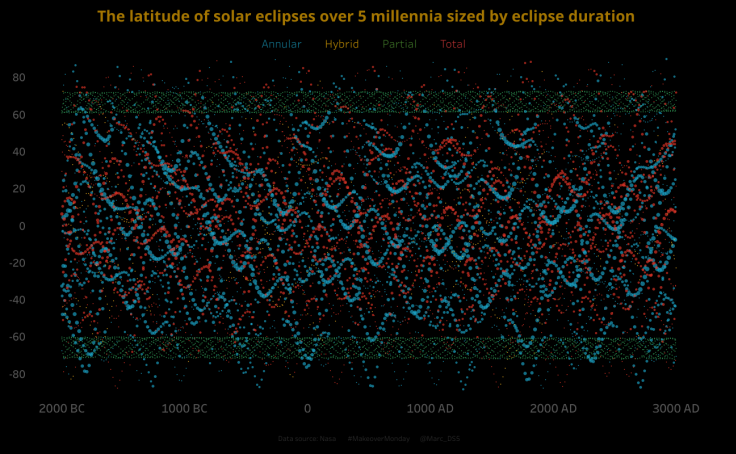 The latitude of solar eclipses over 5 millennia sized by eclipse duration
Annular Hybrid Partial Total
80
60
40
20
0
-20
-40
-60
-80
2000 BC 1000 BC 0 1000 AD 2000 AD 3000 AD
Data source: Nasa #MakeoverMonday @Marc_DS5